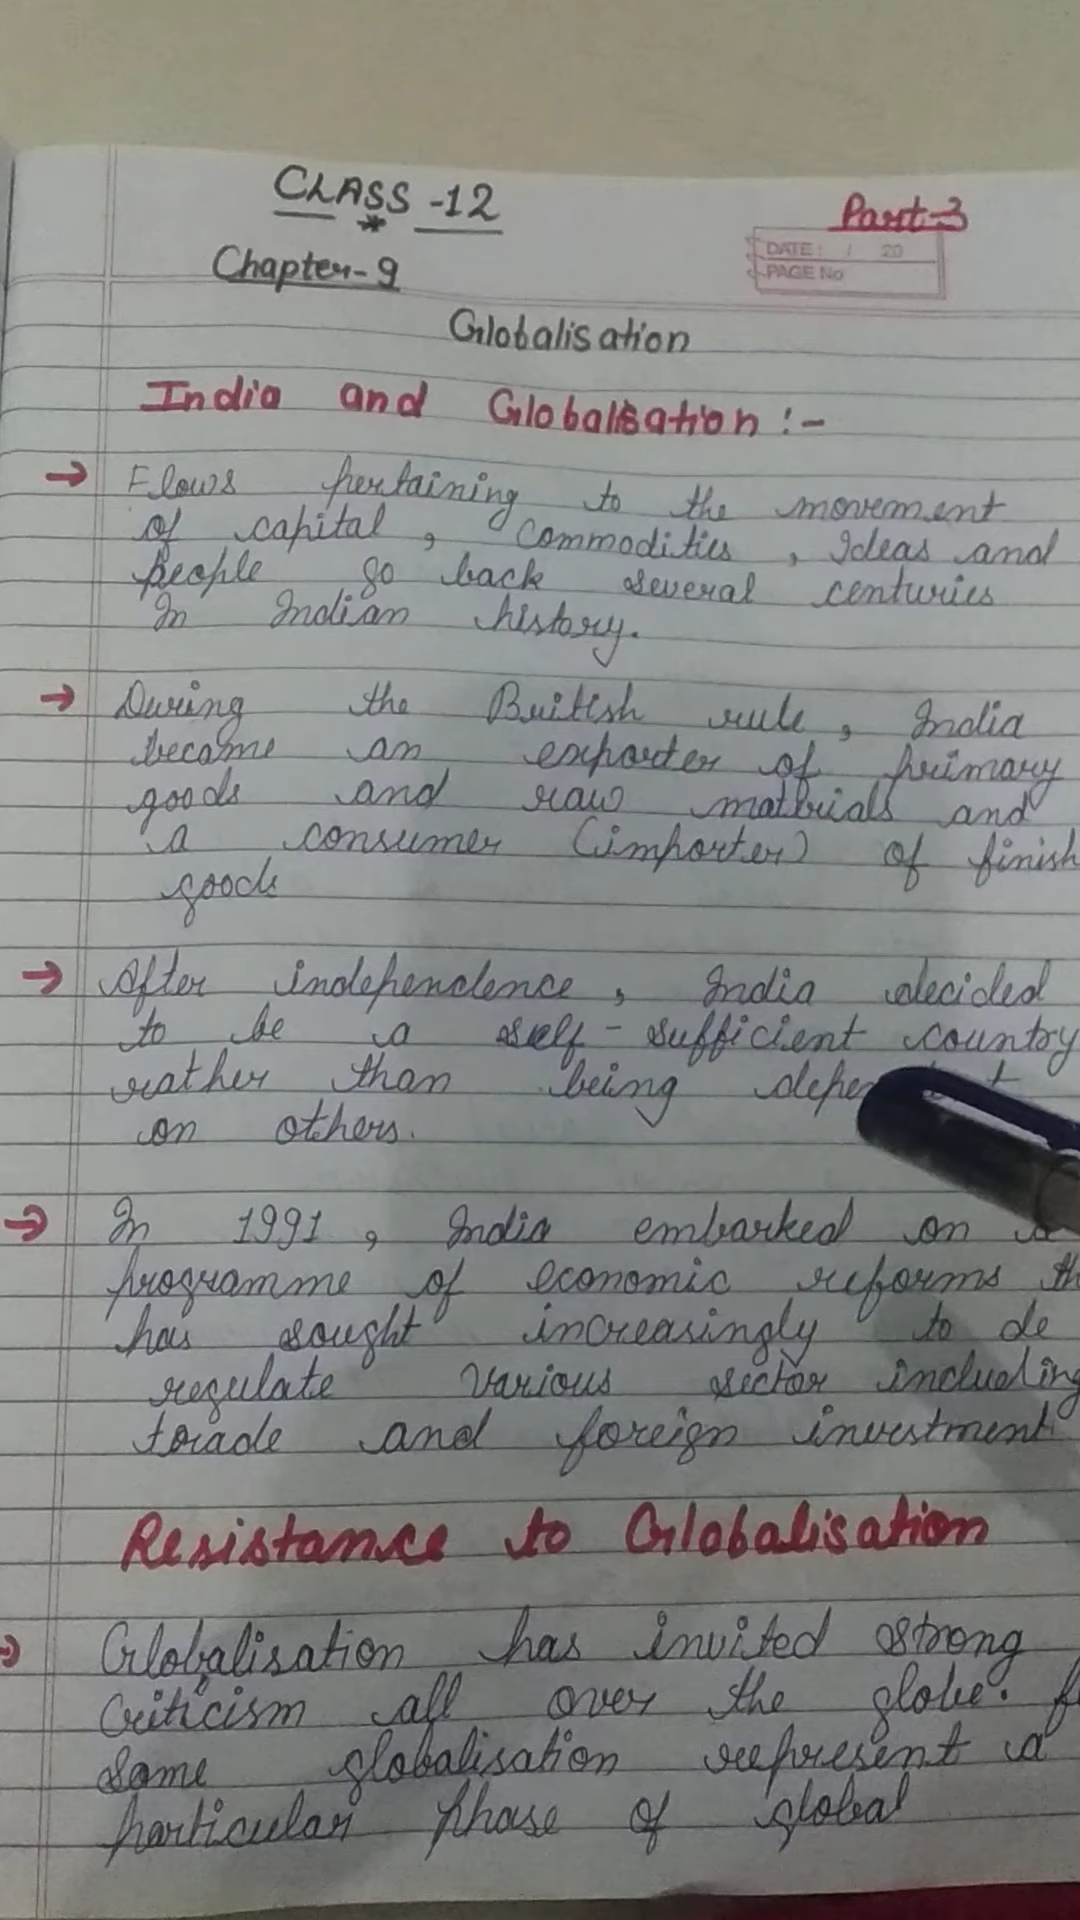 CLASS -12
Part-3
DATE: / 20
PAGE No
Chapter-9
Globalisation
India and Globalisation :-
→ Flows pertaining to the movement
of capital, Commodities, Ideas and
people go back several centuries
In Indian history.
→ During the British rule, India
became an exporter of primary
goods and raw materials and
a consumer (importer) of finish
goods
→ After independence, India decided
to be a self-sufficient country
rather than being
on others.
→ In 1991, India embarked on
programme of economic reforms
has sought increasingly to de
regulate various sector including
trade and foreign investment
Resistance to Globalisation
→ Globalisation has invited strong
Criticism all over the globe.
Some globalisation represent a
particular phase of global